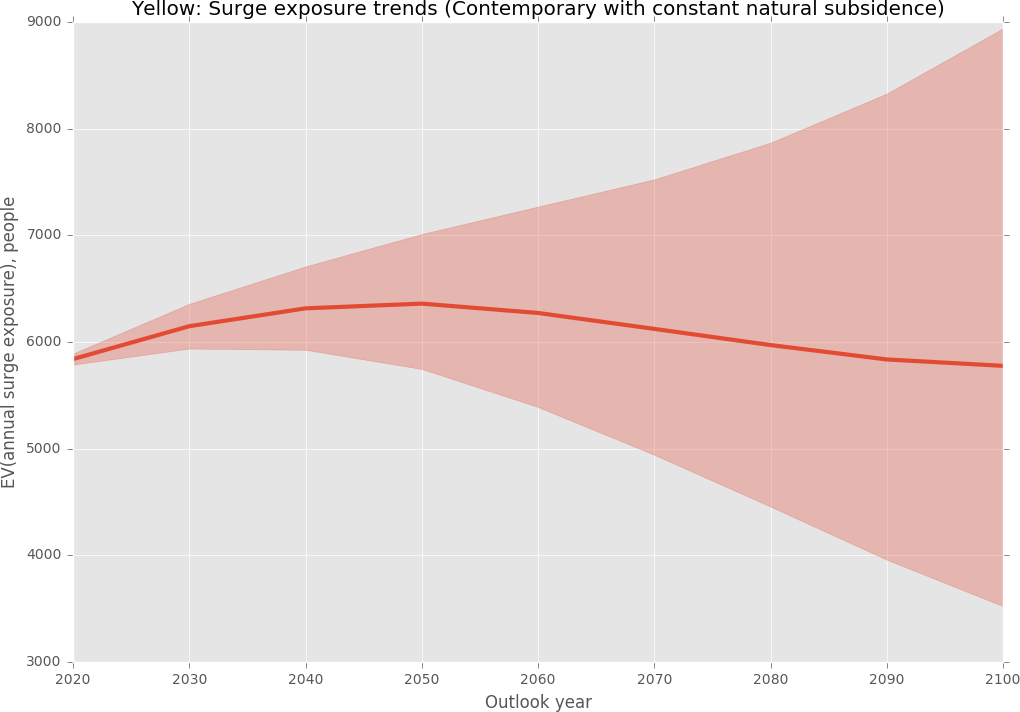 Yellow: Surge exposure trends (Contemporary with constant natural subsidence)
9000
8000
7000
6000
5000
4000
3000
EV(annual surge exposure), people
2020 2030 2040 2050 2060 2070 2080 2090 2100
Outlook year